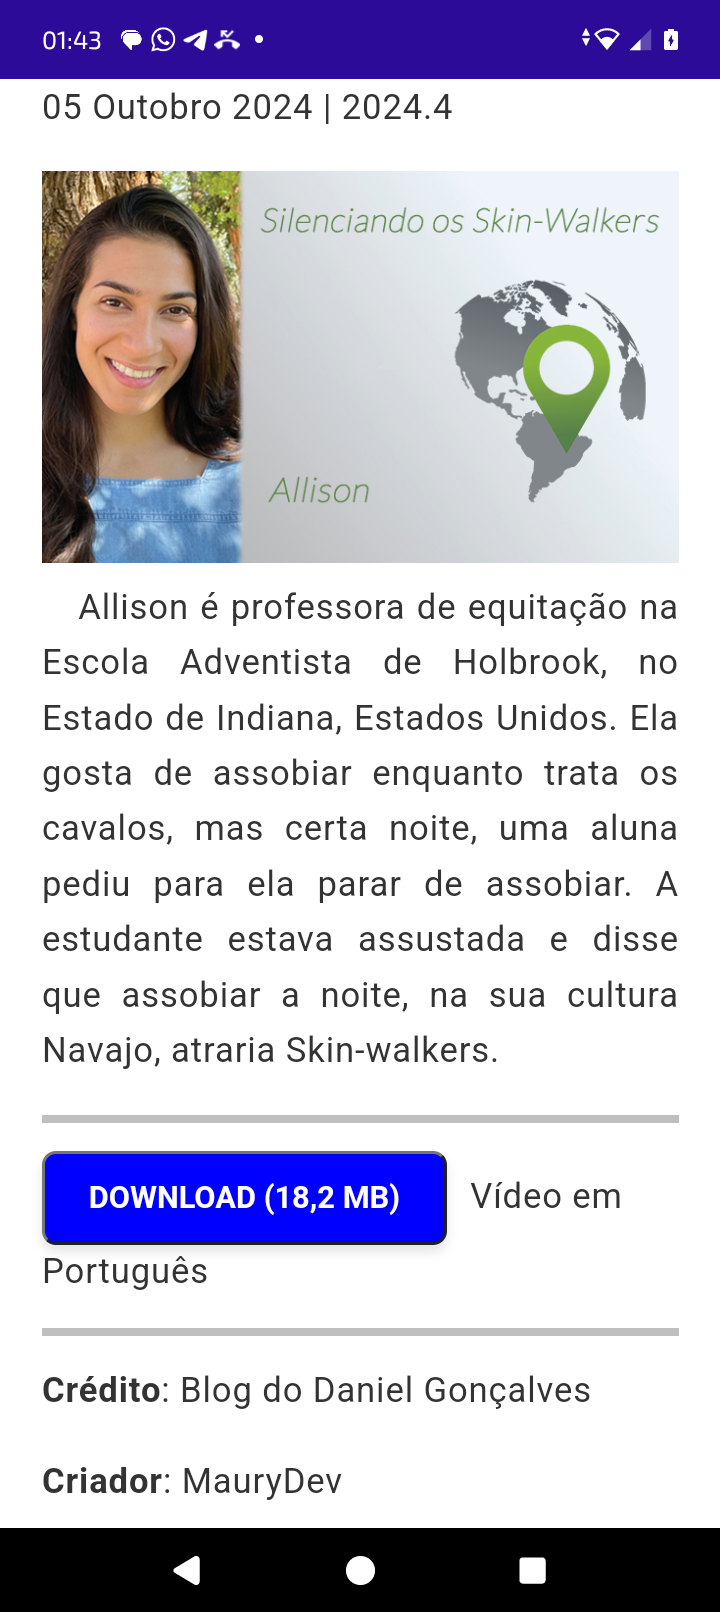 01:43
05 Outubro 2024 | 2024.4
Silenciando os Skin-Walkers
Allison
Allison é professora de equitação na
Escola Adventista de Holbrook, no
Estado de Indiana, Estados Unidos. Ela
gosta de assobiar enquanto trata os
cavalos, mas certa noite, uma aluna
pediu para ela parar de assobiar. A
estudante estava assustada e disse
que assobiar a noite, na sua cultura
Navajo, atraria Skin-walkers.
DOWNLOAD (18,2 MB) Vídeo em
Português
Crédito: Blog do Daniel Gonçalves
Criador: MauryDev